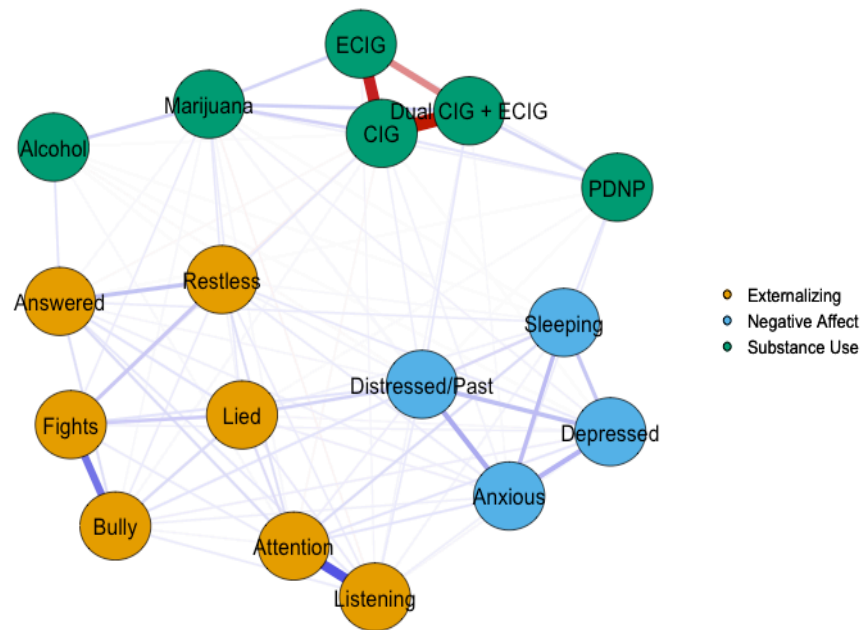 ECIG
Marijuana
Dual CIG + ECIG
CIG
Alcohol
PDNP
Restless
Answered
Externalizing
Sleeping
Negative Affect
Substance Use
Distressed/Past
Lied
Fights
Depressed
Anxious
Bully
Attention
Listening